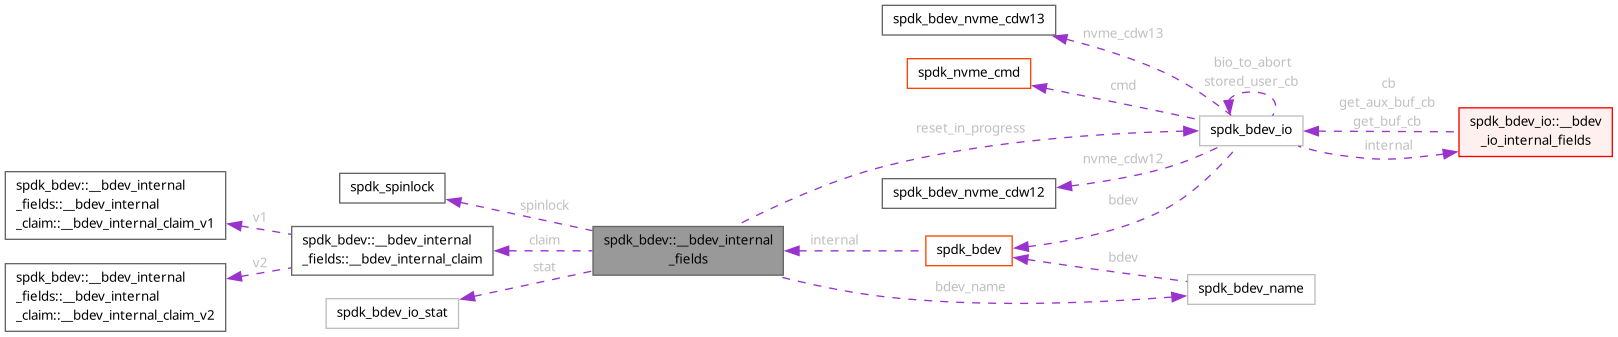 spdk_bdev_nvme_cdw13
nvme_cdw13
spdk_nvme_cmd
cmd
bio_to_abort
stored_user_cb
cb
get_aux_buf_cb
get_buf_cb
spdk_bdev_io::__bdev
_io_internal_fields
spdk_bdev_io
reset_in_progress
internal
nvme_cdw12
spdk_bdev_nvme_cdw12
bdev
spdk_bdev::__bdev_internal
_fields::__bdev_internal
_claim::__bdev_internal_claim_v1
v1
spdk_spinlock
spinlock
spdk_bdev::__bdev_internal
_fields::__bdev_internal_claim
claim
spdk_bdev::__bdev_internal
_fields
internal
spdk_bdev
bdev
v2
spdk_bdev::__bdev_internal
_fields::__bdev_internal
_claim::__bdev_internal_claim_v2
stat
spdk_bdev_io_stat
bdev_name
spdk_bdev_name